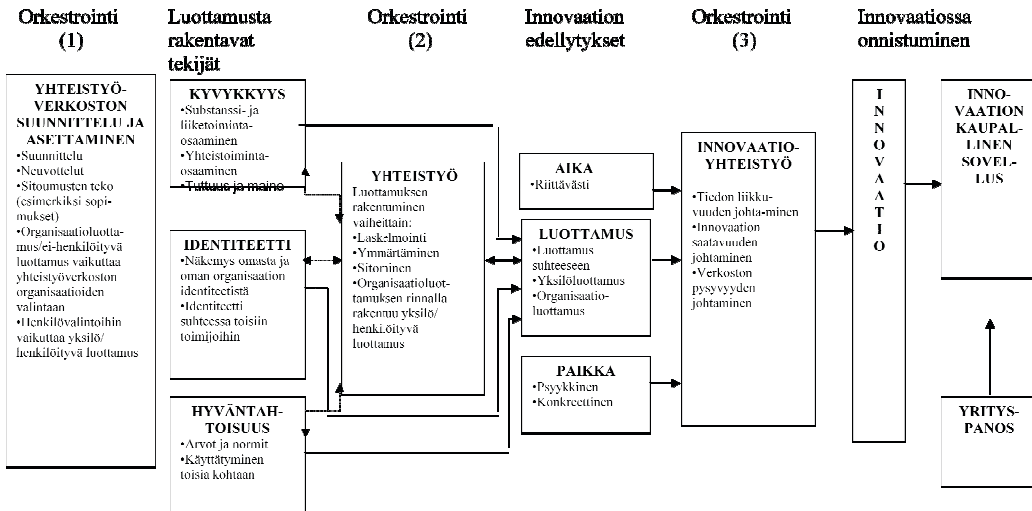 Orkestrointi
(1)
Luottamusta
rakentavat
tekijät
Orkestrointi
(2)
Innovaation
edellytykset
Orkestrointi
(3)
Innovaatiossa
onnistuminen
YHTEISTYÖ-
VERKOSTON
SUUNNITTELU JA
ASETTAMINEN
•Suunnittelu
•Neuvottelut
•Sitoumusten teko
(esimerkiksi sopi-
mukset)
•Organisaatioluotta-
mus/ei-henkilöityvä
luottamus vaikuttaa
yhteistyöverkoston
organisaatioiden
valintaan
•Henkilövalintoihin
vaikuttaa yksilö/
henkilöityvä luottamus
KYVYKKYYS
•Substanssi- ja
liiketoiminta-
osaaminen
•Yhteistoiminta-
osaaminen
•Tuttuus ja maine
IDENTITEETTI
•Näkemys omasta ja
oman organisaation
identiteetistä
•Identiteetti
suhteessa toisiin
toimijoihin
HYVÄNTAH-
TOISUUS
•Arvot ja normit
•Käyttätyminen
toisia kohtaan
YHTEISTYÖ
Luottamuksen
rakentuminen
vaiheittain:
•Laskelmointi
•Ymmärtäminen
•Sitominen
•Organisaatioluot-
tamuksen rinnalla
rakentuu yksilö/
henkilöityvä
luottamus
AIKA
•Riittävästi
LUOTTAMUS
•Luottamus
suhteeseen
•Yksilöluottamus
•Organisaatio-
luottamus
PAIKKA
•Psyykkinen
•Konkreettinen
INNOVAATIO-
YHTEISTYÖ
•Tiedon liikku-
vuuden johta-minen
•Innovaation
saatavuuden
johtaminen
•Verkoston
pysyvyyden
johtaminen
I
N
N
O
V
A
A
T
I
O
INNO-
VAATION
KAUPAL-
LINEN
SOVEL-
LUS
YRITYS-
PANOS